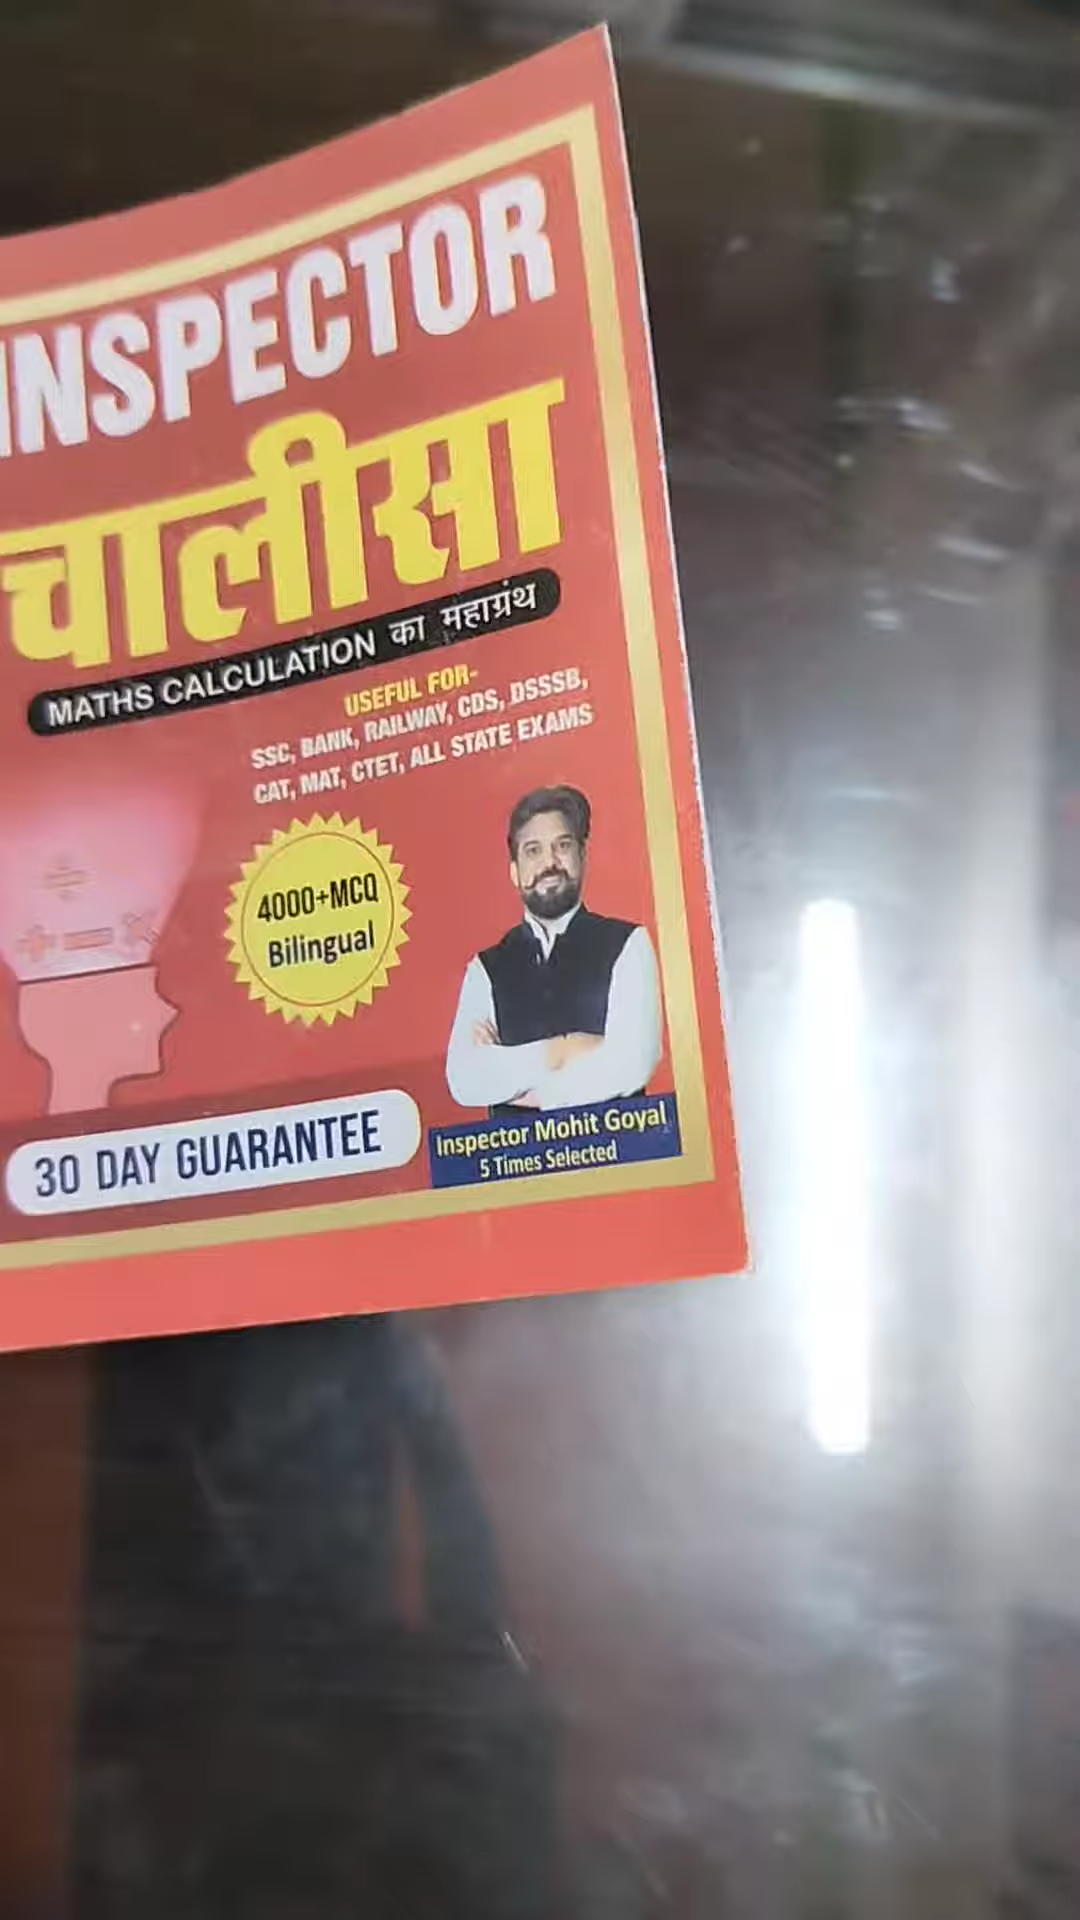 INSPECTOR
चालीसा
MATHS CALCULATION का महाग्रंथ
USEFUL FOR-
SSC, BANK, RAILWAY, CDS, DSSSB,
CAT, MAT, CTET, ALL STATE EXAMS
4000+MCQ
Bilingual
30 DAY GUARANTEE
Inspector Mohit Goyal
5 Times Selected